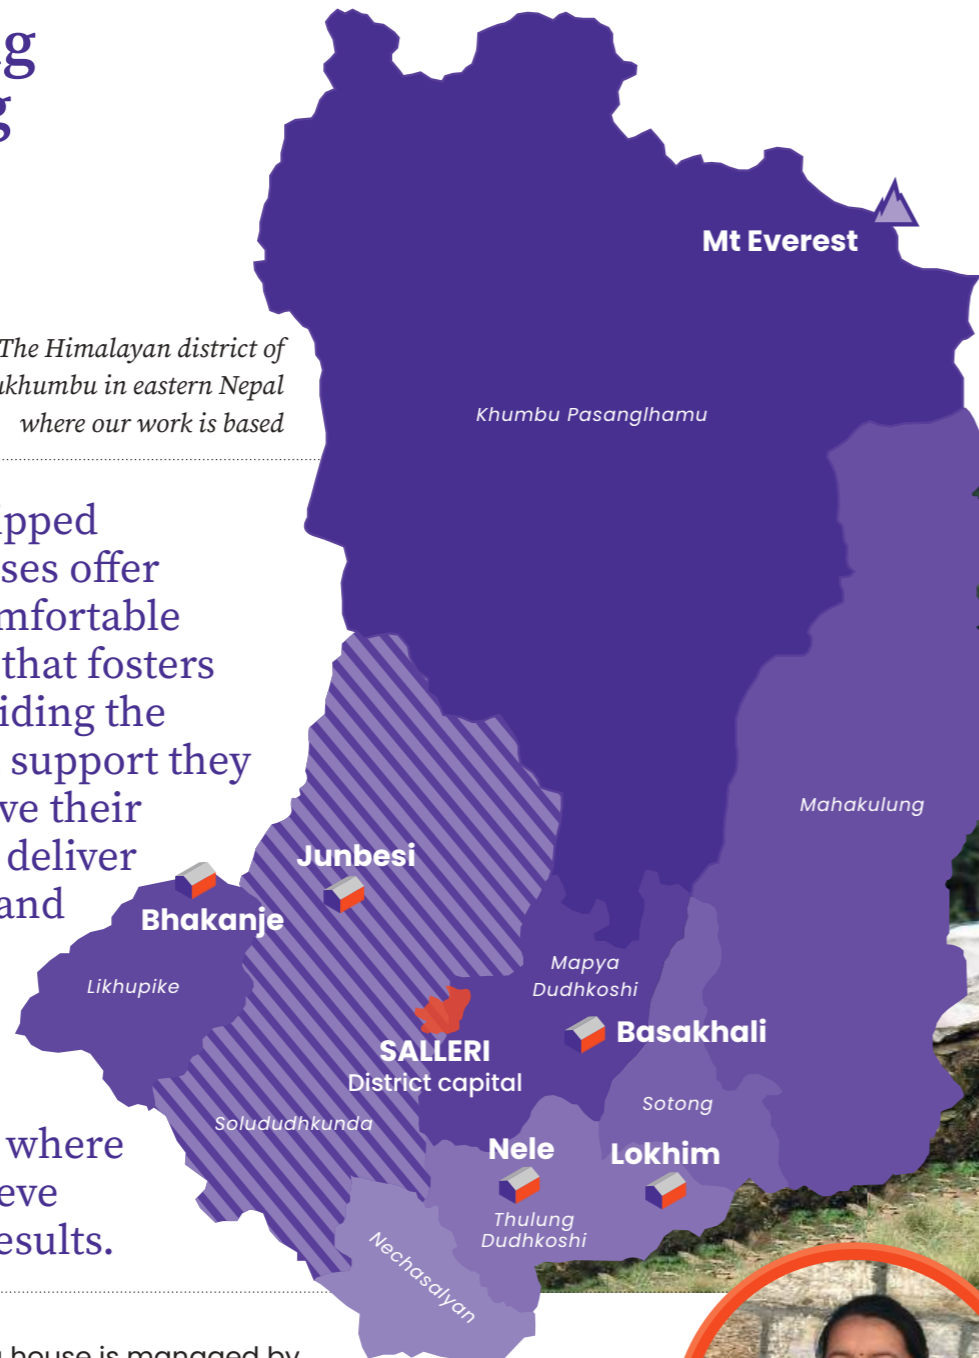 g
g
The Himalayan district of
ukhumbu in eastern Nepal
where our work is based
ipped
ses offer
mfortable
that fosters
iding the
support they
ve their
deliver
and
where
eve
esults.
house is managed by
Mt Everest
Khumbu Pasanglhamu
Mahakulung
Junbesi
Bhakanje
Likhupike
Mapya
Dudhkoshi
Basakhali
SALLERI
District capital
Solududhkunda
Sotong
Nele
Lokhim
Thulung
Dudhkoshi
Nechasalyan